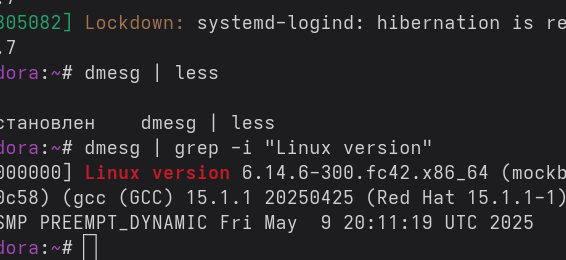 .7
805082] Lockdown: systemd-logind: hibernation is re
.7
dora:~# dmesg | less
становлен    dmesg | less
dora:~# dmesg | grep -i "Linux version"
000000] Linux version 6.14.6-300.fc42.x86_64 (mockb
0c58) (gcc (GCC) 15.1.1 20250425 (Red Hat 15.1.1-1)
SMP PREEMPT_DYNAMIC Fri May  9 20:11:19 UTC 2025
dora:~#